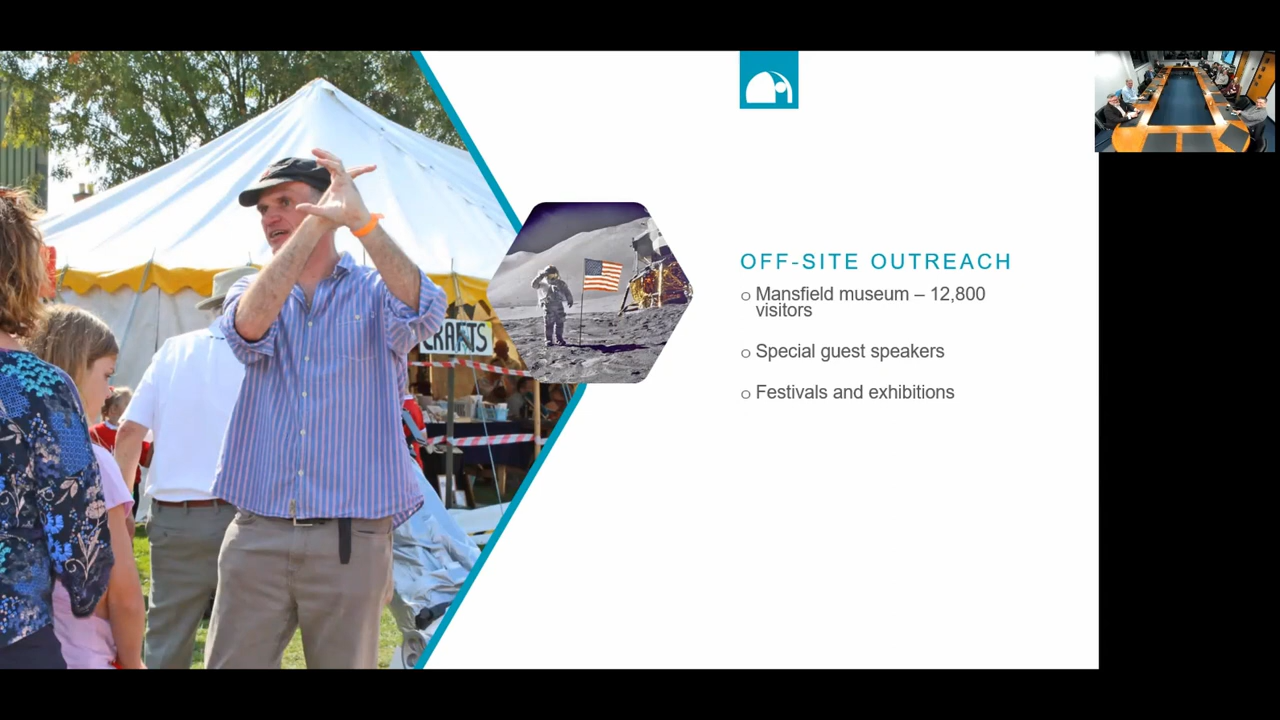 OFF-SITE OUTREACH
o Mansfield museum – 12,800
visitors
o Special guest speakers
o Festivals and exhibitions
CRAFTS